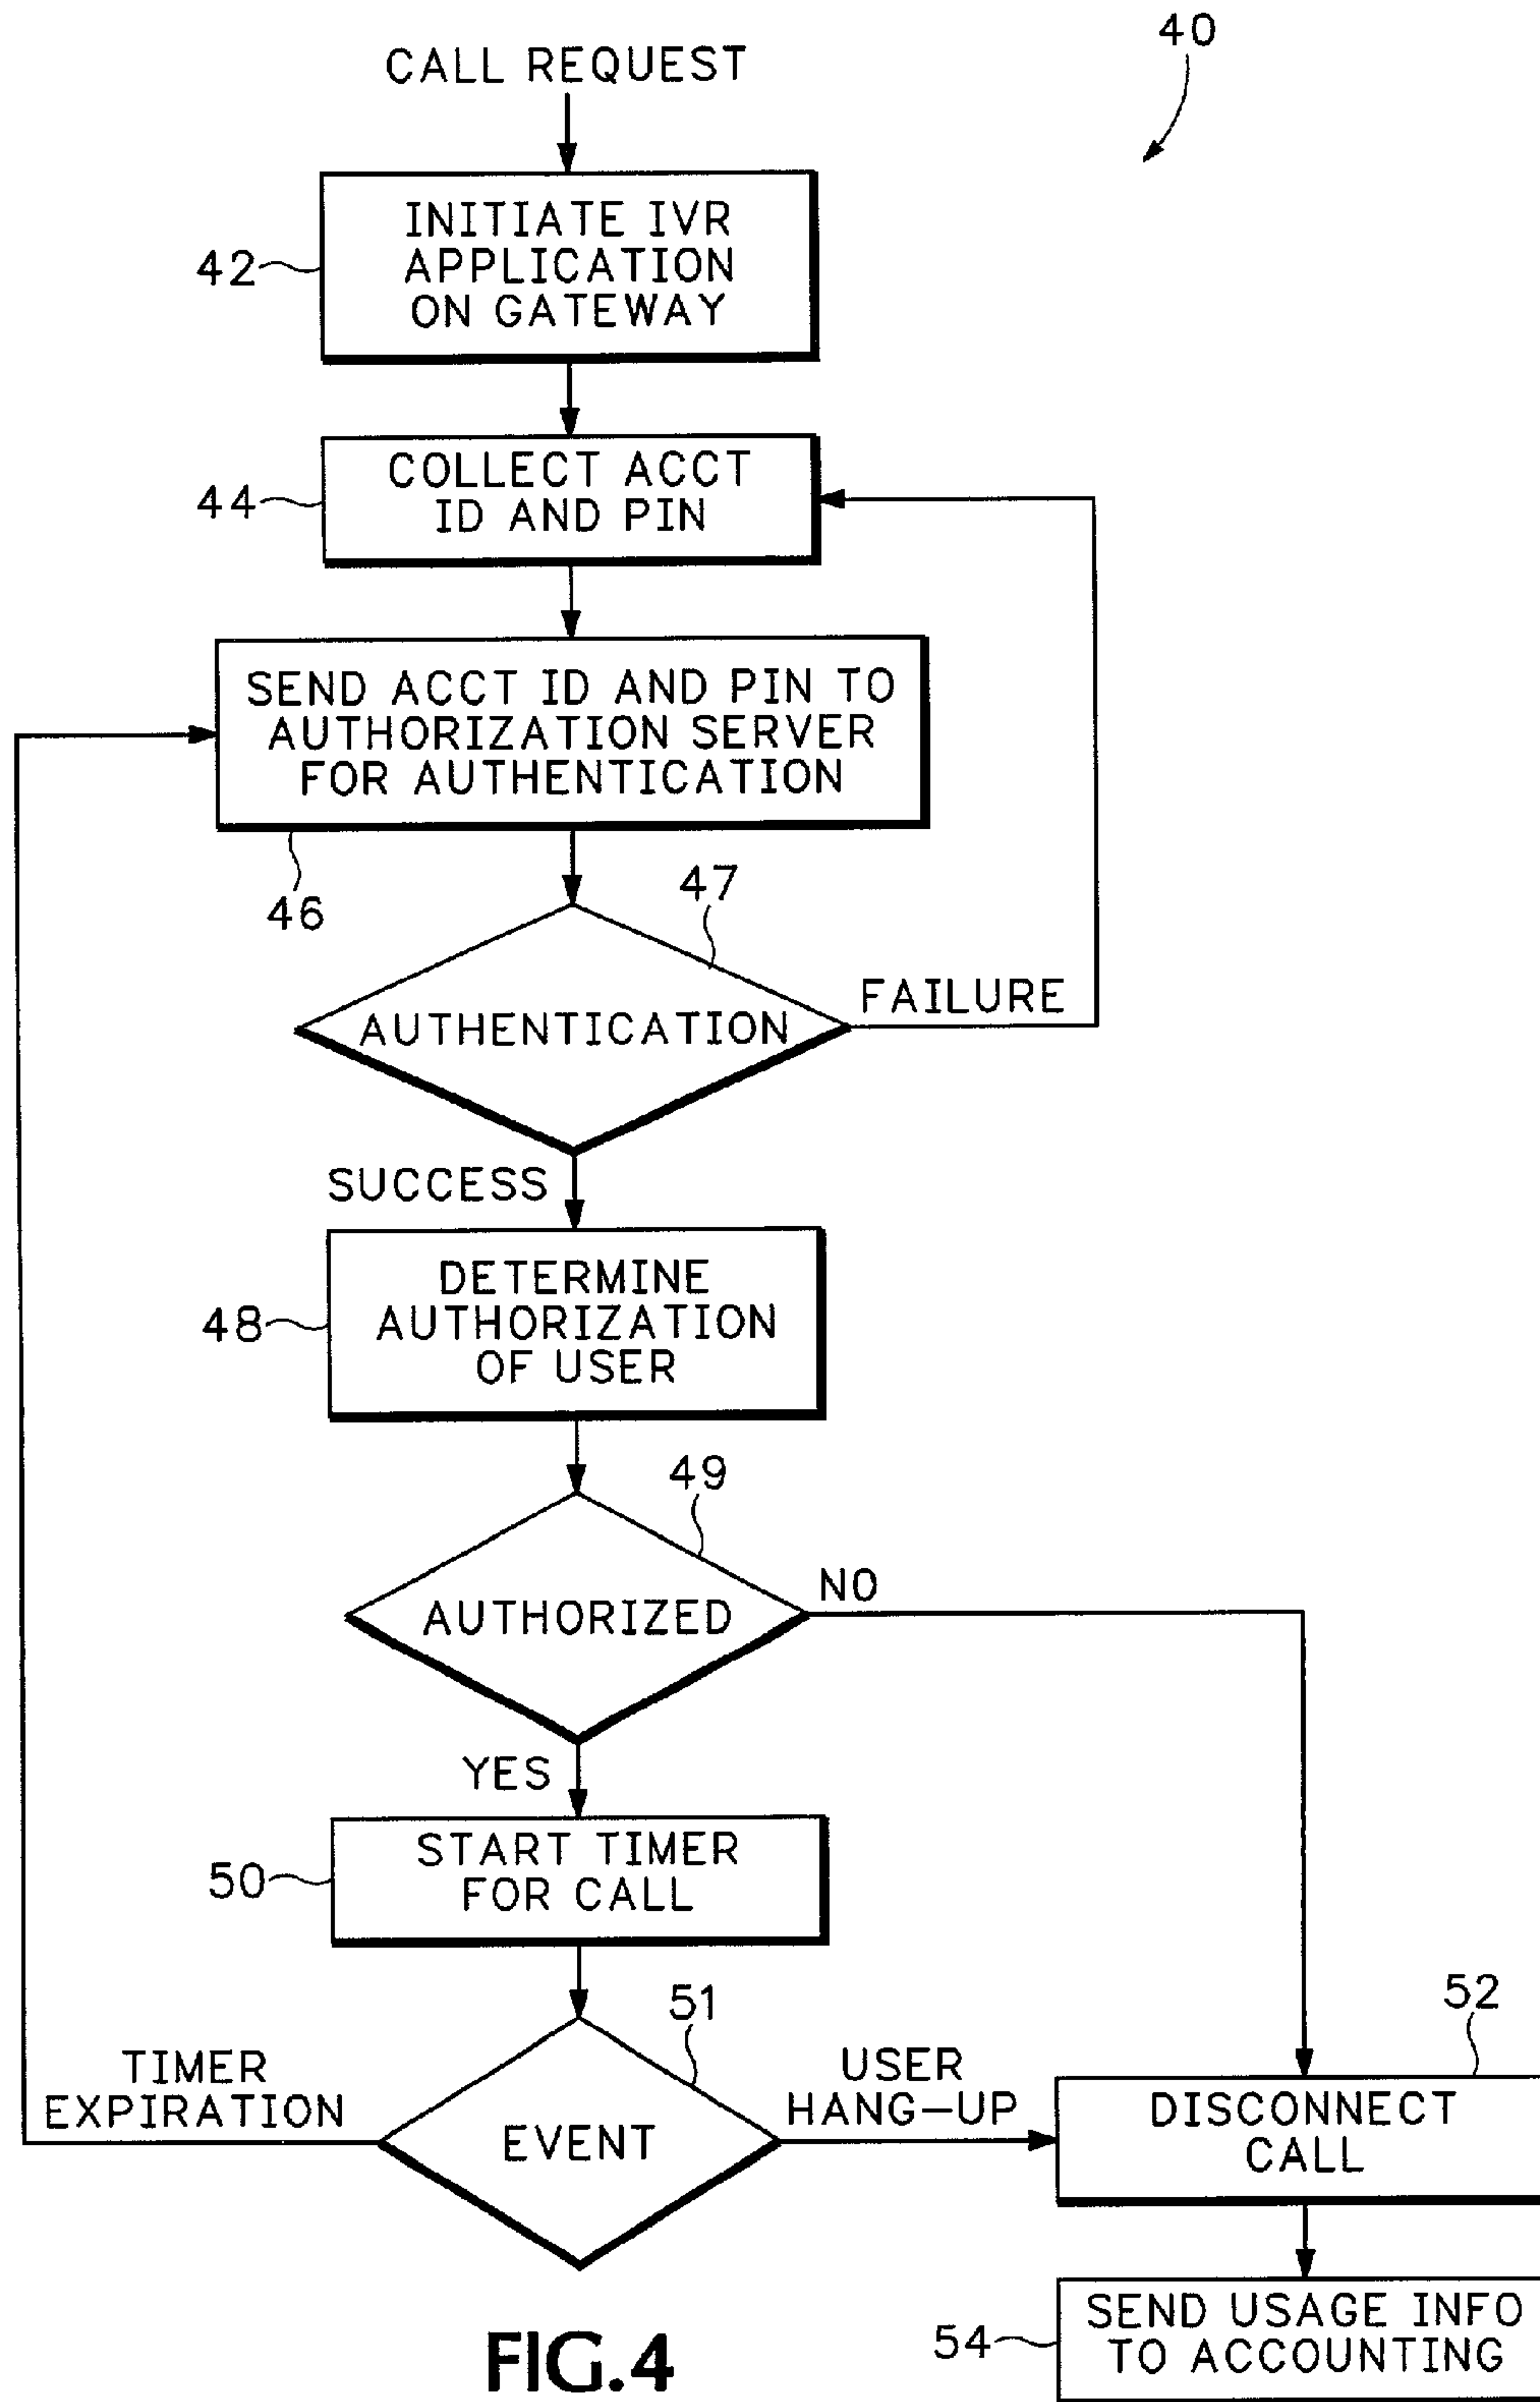 40
CALL REQUEST
INITIATE IVR
APPLICATION
ON GATEWAY
42
COLLECT ACCT
ID AND PIN
44
SEND ACCT ID AND PIN TO
AUTHORIZATION SERVER
FOR AUTHENTICATION
46
47
AUTHENTICATION
FAILURE
SUCCESS
DETERMINE
AUTHORIZATION
OF USER
48
49
AUTHORIZED
NO
YES
START TIMER
FOR CALL
50
51
EVENT
TIMER
EXPIRATION
USER
HANG-UP
52
DISCONNECT
CALL
54
SEND USAGE INFO
TO ACCOUNTING
FIG.4